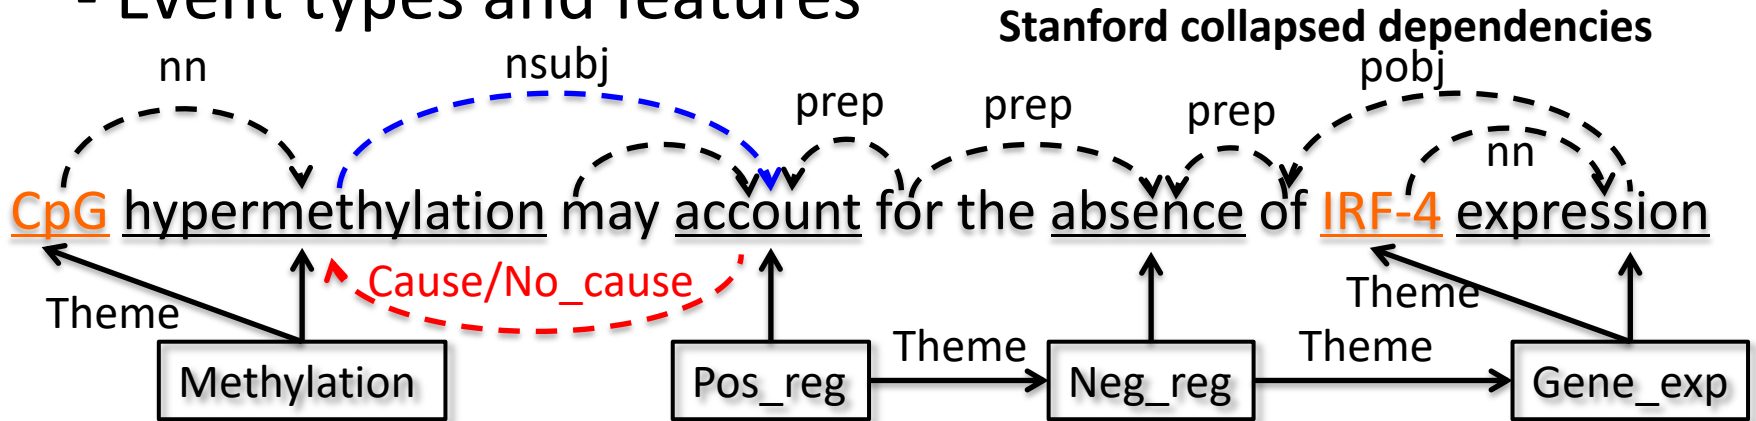 - Event types and features
Stanford collapsed dependencies
nn
nsubj
prep
prep
prep
pobj
nn
CpG hypermethylation may account for the absence of IRF-4 expression
Theme
Cause/No_cause
Theme
Theme
Theme
Methylation
Pos_reg
Neg_reg
Gene_exp